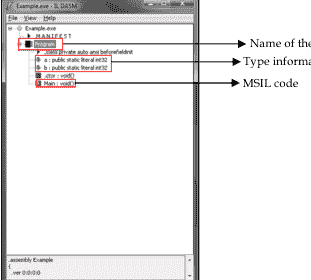 Example.exe - IL DASM
File View Help
Example.exe
MANIFEST
Program
.class private auto ansi beforefieldinit
a : public static literal int32
b : public static literal int32
.ctor : void()
Main : void()
Name of the
Type informa
MSIL code
.assembly Example
{
.ver 0:0:0:0